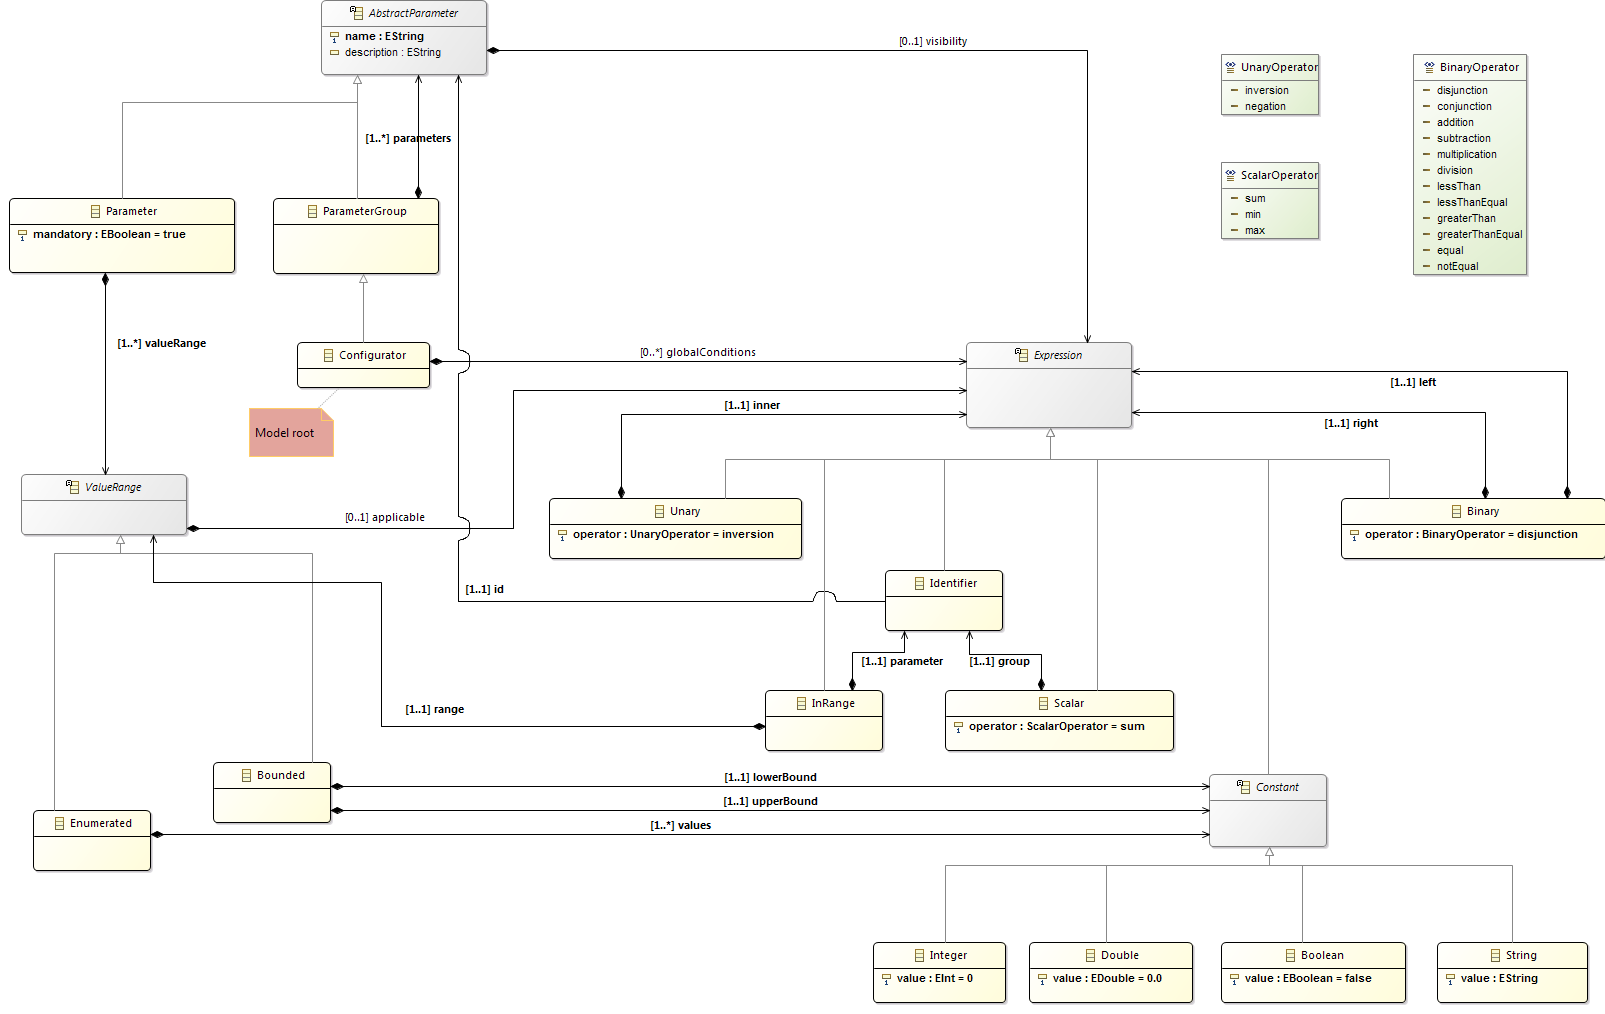 AbstractParameter
name : EString
description : EString
[0..1] visibility
UnaryOperator
inversion
negation
BinaryOperator
disjunction
conjunction
addition
subtraction
multiplication
division
lessThan
lessThanEqual
greaterThan
greaterThanEqual
equal
notEqual
[1..*] parameters
ScalarOperator
sum
min
max
Parameter
mandatory : EBoolean = true
ParameterGroup
[1..*] valueRange
Configurator
[0..*] globalConditions
Expression
[1..1] left
[1..1] inner
[1..1] right
Model root
ValueRange
[0..1] applicable
Unary
operator : UnaryOperator = inversion
Binary
operator : BinaryOperator = disjunction
[1..1] id
Identifier
[1..1] parameter
[1..1] group
[1..1] range
InRange
Scalar
operator : ScalarOperator = sum
Bounded
[1..1] lowerBound
Constant
[1..1] upperBound
Enumerated
[1..*] values
Integer
value : EInt = 0
Double
value : EDouble = 0.0
Boolean
value : EBoolean = false
String
value : EString